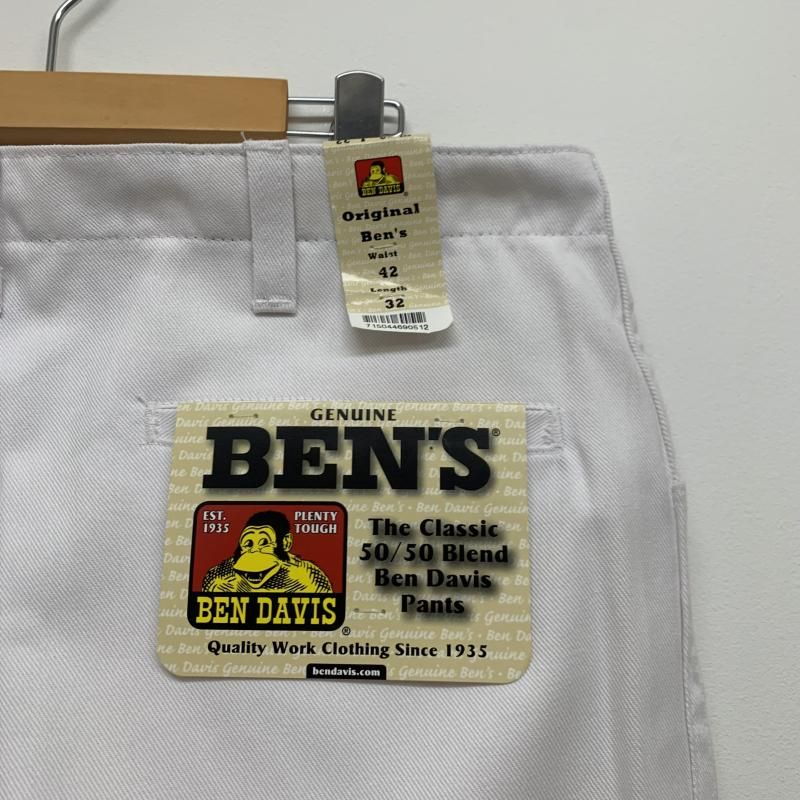 BEN DAVIS
®
Original
Ben's
Waist
42
Length
32
715044690512
GENUINE
BEN'S®
EST. 1935
PLENTY TOUGH
BEN DAVIS
®
The Classic
50/50 Blend
Ben Davis
Pants
Quality Work Clothing Since 1935
bendavis.com